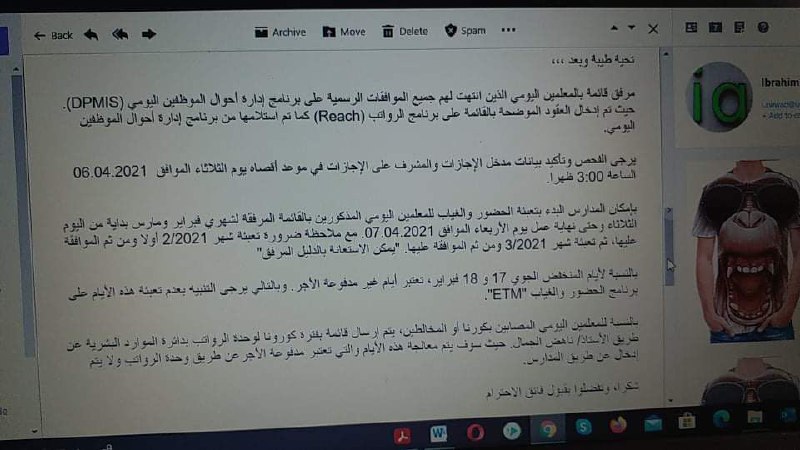 Back
Archive
Move
Delete
Spam
تحية طيبة وبعد ،،،
مرفق قائمة بالمعلمين اليومي الذين انتهت لهم جميع الموافقات الرسمية على برنامج إدارة أحوال الموظفين اليومي (DPMIS).
حيث تم إدخال العقود الموضحة بالقائمة على برنامج الرواتب (Reach) كما تم استلامها من برنامج إدارة أحوال الموظفين
اليومي.
يرجى الفحص وتأكيد بيانات مدخل الإجازات والمشرف على الإجازات في موعد أقصاه يوم الثلاثاء الموافق 06.04.2021
الساعة 3:00 ظهرا.
بإمكان المدارس البدء بتعبئة الحضور والغياب للمعلمين اليومي المذكورين بالقائمة المرفقة لشهري فبراير ومارس بداية من اليوم
الثلاثاء وحتى نهاية عمل يوم الأربعاء الموافق 07.04.2021. مع ملاحظة ضرورة تعبئة شهر 2/2021 أولا ومن ثم الموافقة
عليها، ثم تعبئة شهر 3/2021 ومن ثم الموافقة عليها. "يمكن الاستعانة بالدليل المرفق"
بالنسبة لأيام المنخفض الجوي 17 و 18 فبراير، تعتبر أيام غير مدفوعة الأجر. وبالتالي يرجى التنبيه بعدم تعبئة هذه الأيام على
برنامج الحضور والغياب "ETM".
بالنسبة للمعلمين اليومي المصابين بكورنا أو المخالطين، يتم إرسال قائمة بفترة كورونا لوحدة الرواتب بدائرة الموارد البشرية عن
طريق الأستاذ/ ناهض الجمال. حيث سوف يتم معالجة هذه الأيام والتي تعتبر مدفوعة الأجر عن طريق وحدة الرواتب ولا يتم
إدخال عن طريق المدارس.
شكرا، وتفضلوا بقبول فائق الاحترام
Ibrahim
+ Add to